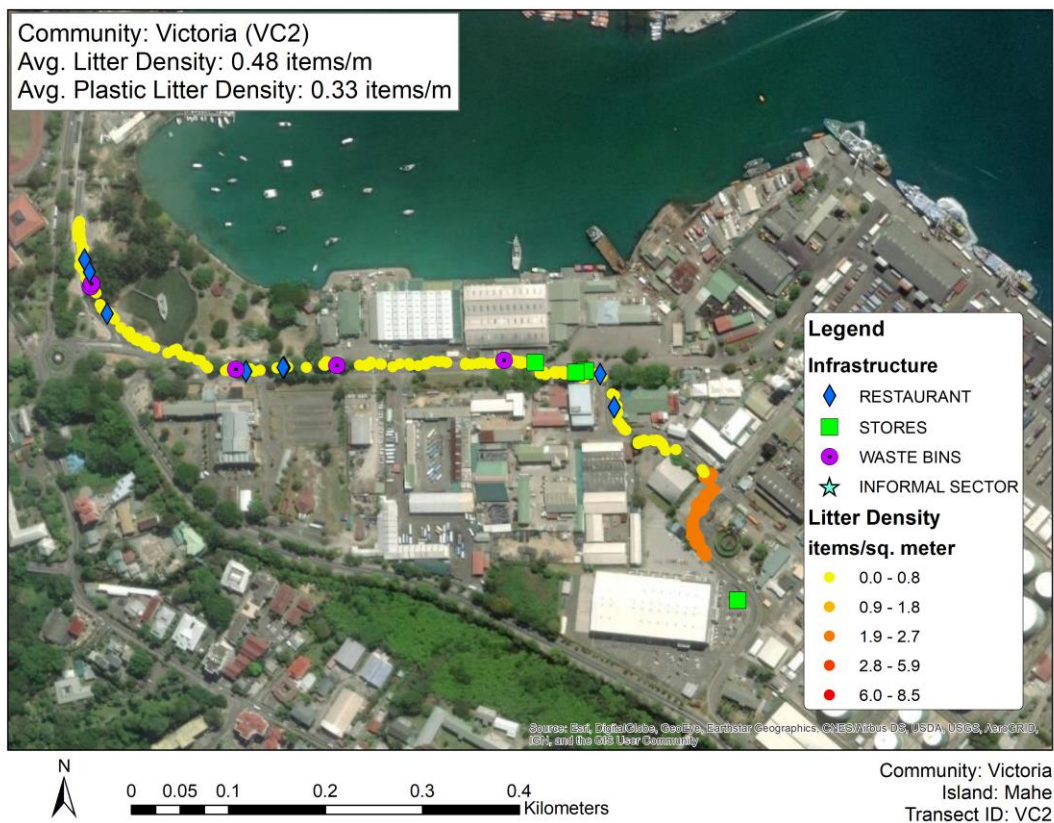 Community: Victoria (VC2)
Avg. Litter Density: 0.48 items/m
Avg. Plastic Litter Density: 0.33 items/m
Legend
Infrastructure
RESTAURANT
STORES
WASTE BINS
INFORMAL SECTOR
Litter Density
items/sq. meter
0.0 - 0.8
0.9 - 1.8
1.9 - 2.7
2.8 - 5.9
6.0 - 8.5
Source: Esri, DigitalGlobe, GeoEye, Earthstar Geographics, CNES/Airbus DS, USDA, USGS, AeroGRID,
IGN, and the GIS User Community
N
0 0.05 0.1 0.2 0.3 0.4
Kilometers
Community: Victoria
Island: Mahe
Transect ID: VC2